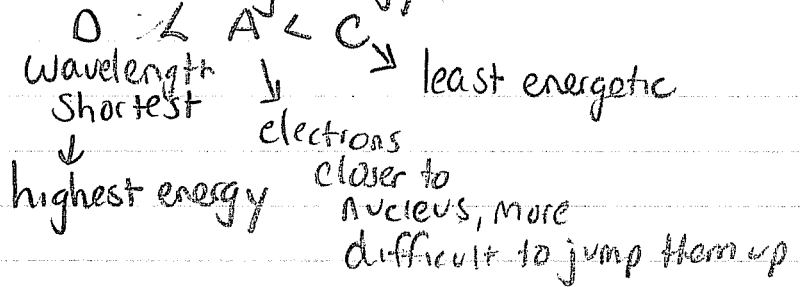 D < A < C
wavelength
shortest
least energetic
electrons
closer to
highest energy
nucleus, more
difficult to jump them up